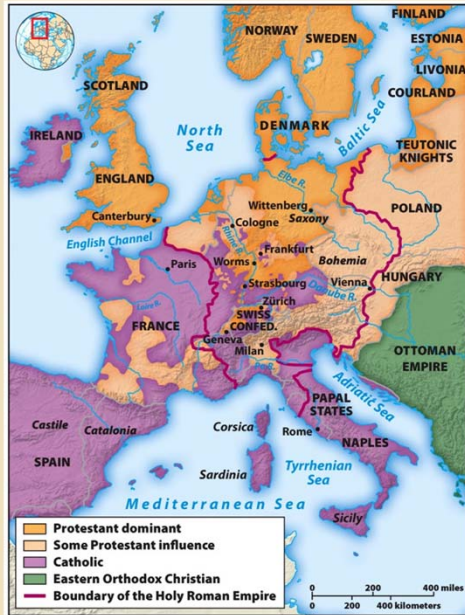 FINLAND
NORWAY
SWEDEN
ESTONIA
LIVONIA
COURLAND
SCOTLAND
North
Sea
DENMARK
Baltic Sea
IRELAND
TEUTONIC
KNIGHTS
ENGLAND
Elbe R.
Wittenberg
Saxony
POLAND
Canterbury
Cologne
English Channel
Rhine R.
Frankfurt
Worms
Bohemia
Paris
Strasbourg
Vienna
HUNGARY
Danube R.
Loire R.
Zürich
SWISS
CONFED.
FRANCE
Geneva
Milan
Po R.
OTTOMAN
EMPIRE
Adriatic Sea
PAPAL
STATES
Castile
Catalonia
Corsica
Rome
NAPLES
SPAIN
Sardinia
Tyrrhenian
Sea
Mediterranean Sea
Sicily
Protestant dominant
Some Protestant influence
Catholic
Eastern Orthodox Christian
Boundary of the Holy Roman Empire
0 200 400 miles
0 200 400 kilometers